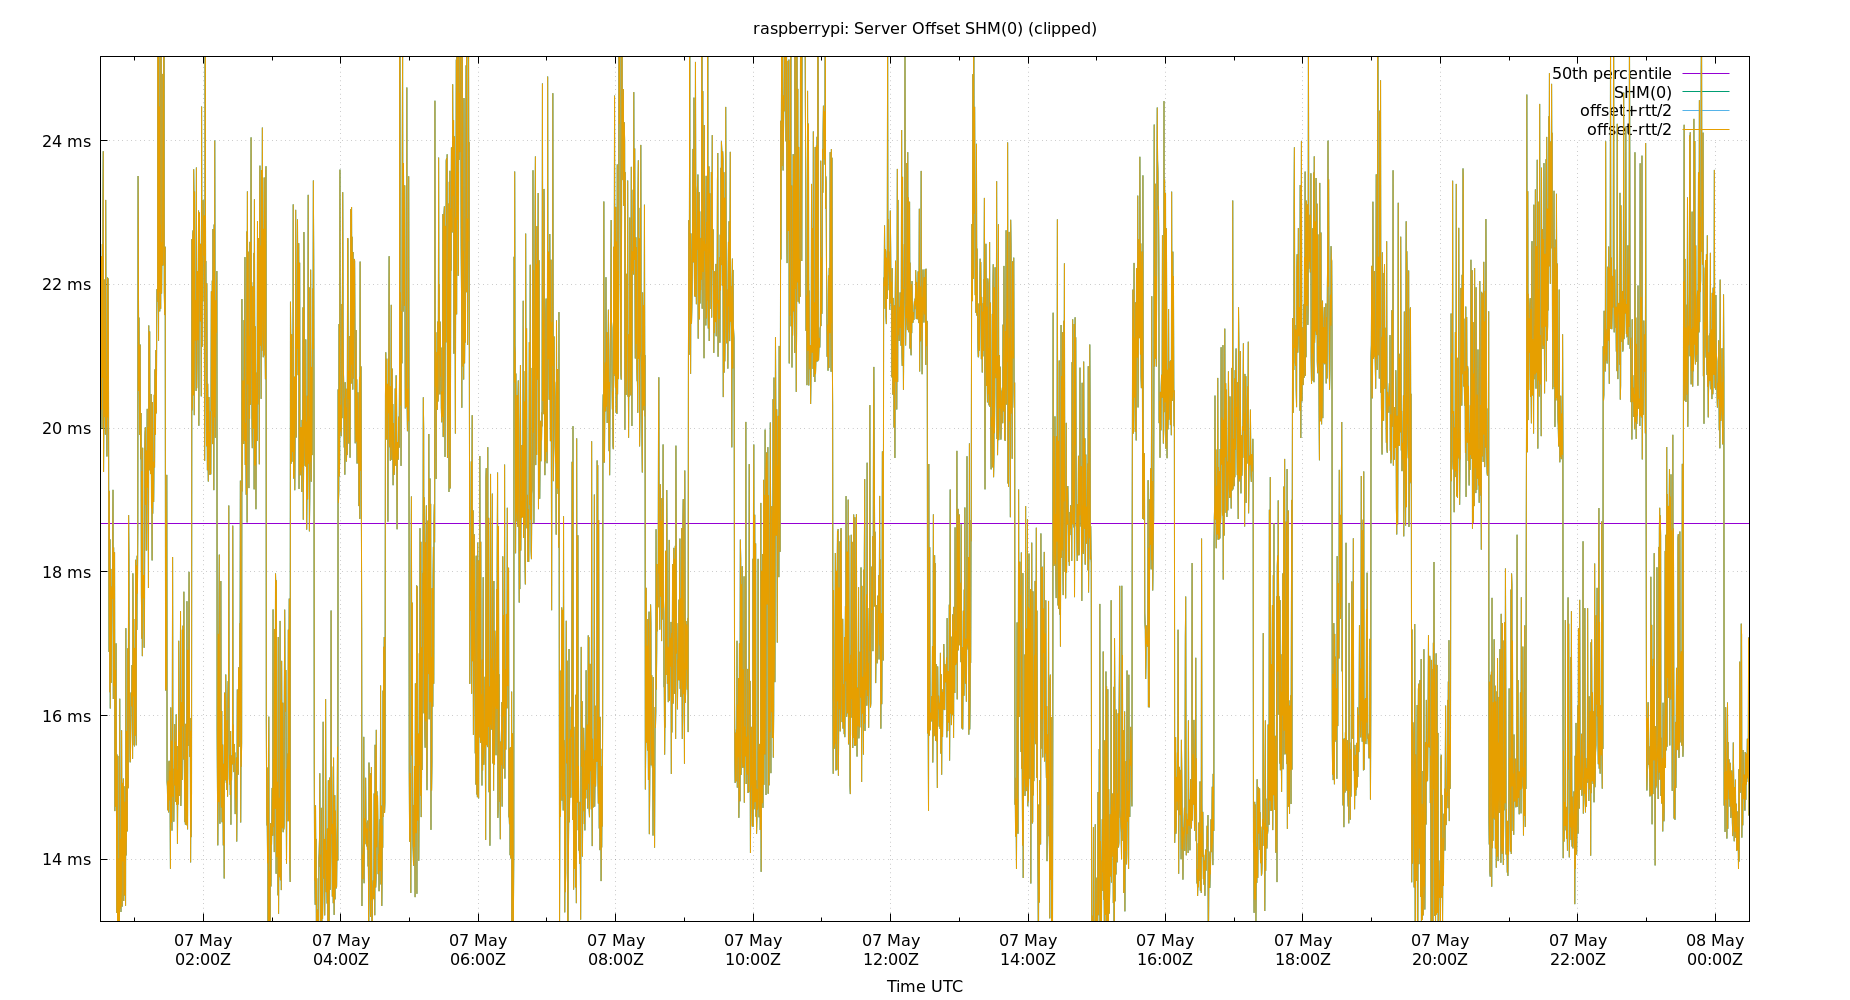 raspberrypi: Server Offset SHM(0) (clipped)
50th percentile
SHM(0)
offset+rtt/2
offset-rtt/2
24 ms
22 ms
20 ms
18 ms
16 ms
14 ms
07 May 07 May 07 May 07 May 07 May 07 May 07 May 07 May 07 May 07 May 07 May 08 May
02:00Z 04:00Z 06:00Z 08:00Z 10:00Z 12:00Z 14:00Z 16:00Z 18:00Z 20:00Z 22:00Z 00:00Z
Time UTC